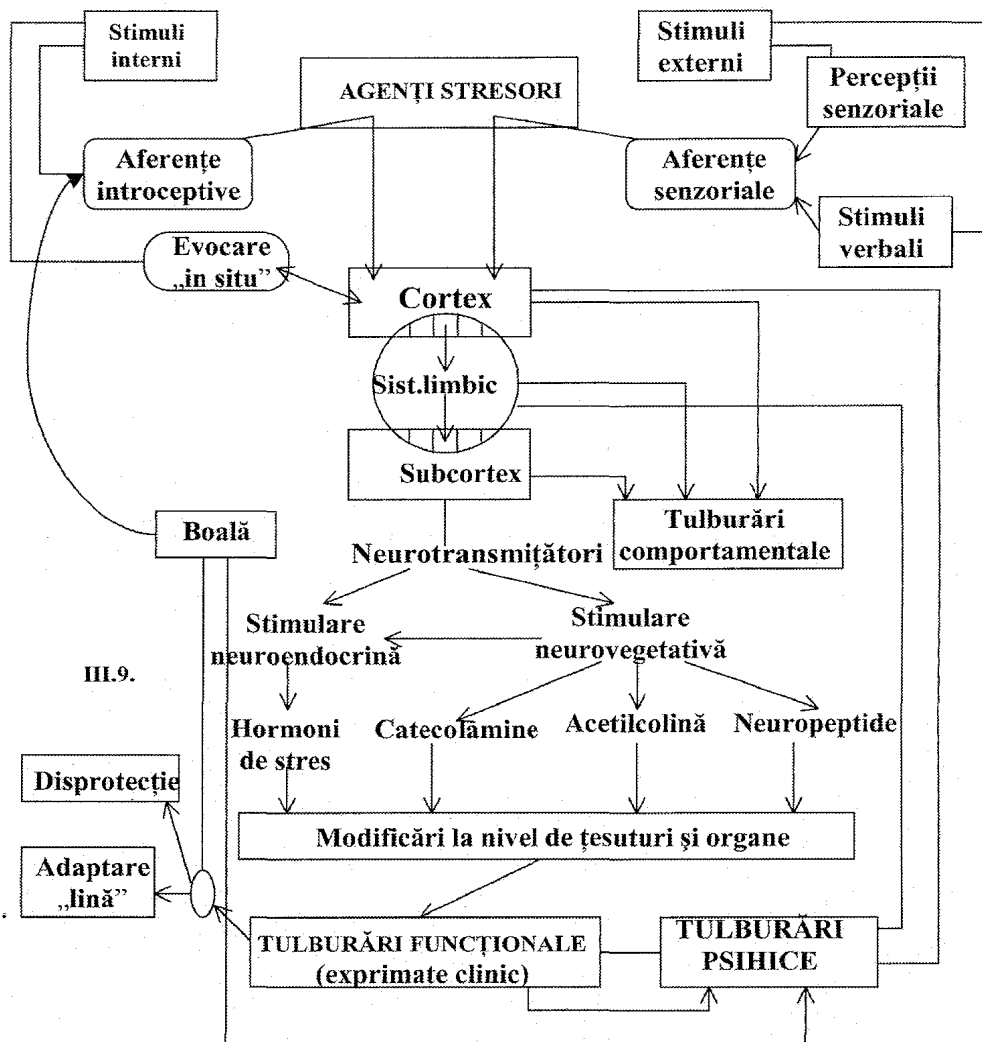 Stimuli
interni
Stimuli
externi
AGENȚI STRESORI
Percepții
senzoriale
Aferențe
introceptive
Aferențe
senzoriale
Stimuli
verbali
Evocare
„in situ”
Cortex
Sist.limbic
Subcortex
Boală
Tulburări
comportamentale
Neurotransmițători
Stimulare
neuroendocrină
Stimulare
neurovegetativă
III.9.
Hormoni
de stres
Catecolamine
Acetilcolină
Neuropeptide
Disprotecție
Modificări la nivel de țesuturi şi organe
Adaptare
„lină”
TULBURĂRI FUNCȚIONALE
(exprimate clinic)
TULBURĂRI
PSIHICE